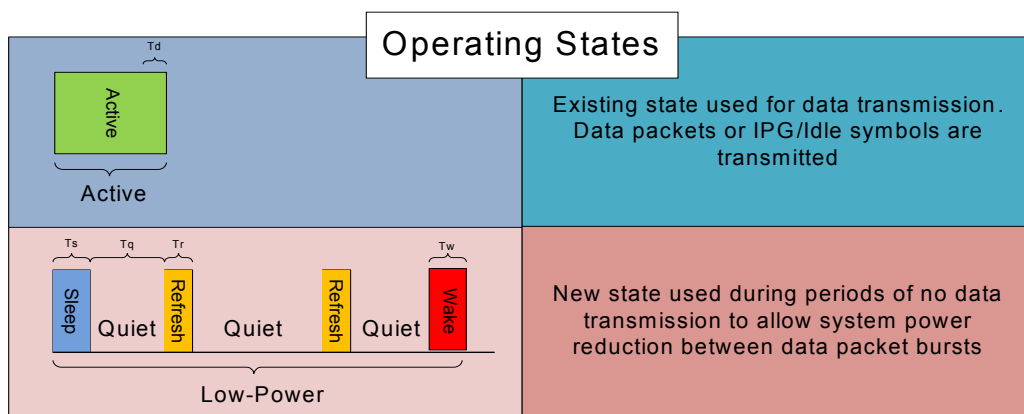 Operating States
Td
Active
Active
Existing state used for data transmission.
Data packets or IPG/Idle symbols are
transmitted
Ts
Tq
Tr
Tw
Sleep
Quiet
Refresh
Quiet
Refresh
Quiet
Wake
Low-Power
New state used during periods of no data
transmission to allow system power
reduction between data packet bursts